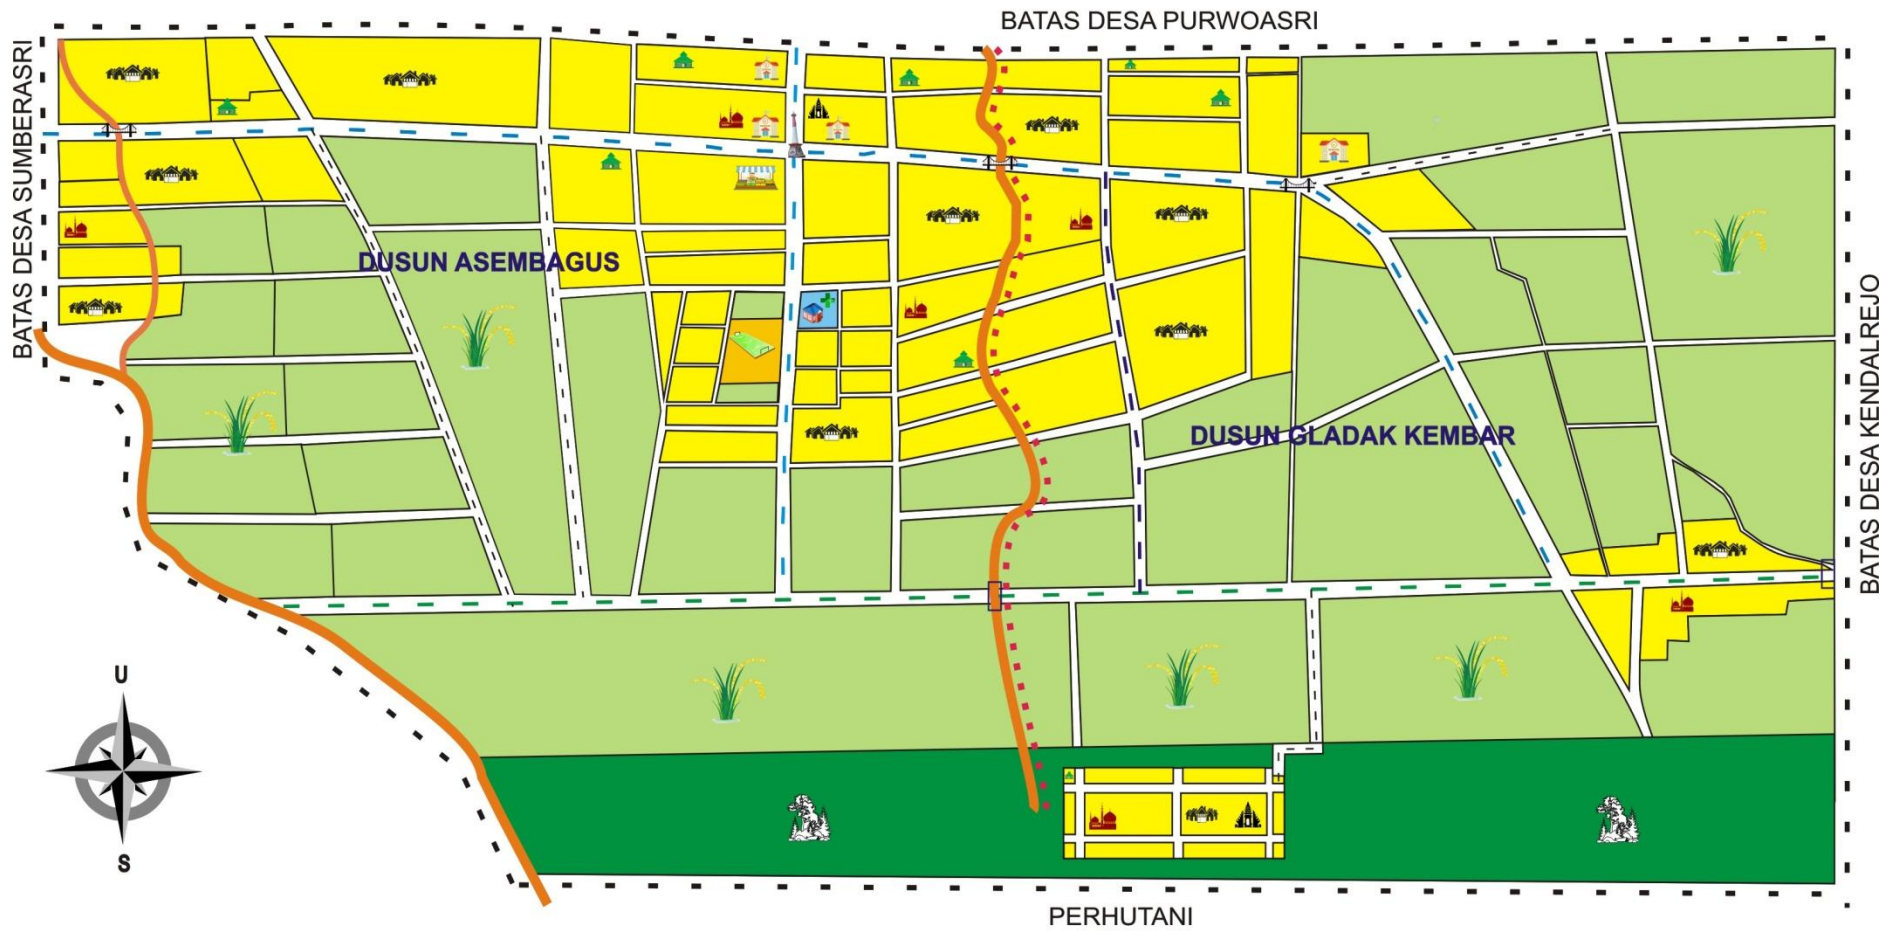 BATAS DESA PURWOASRI
BATAS DESA SUMBERASRI
DUSUN ASEMBAGUS
DUSUN GLADAK KEMBAR
BATAS DESA KENDALREJO
U
S
PERHUTANI